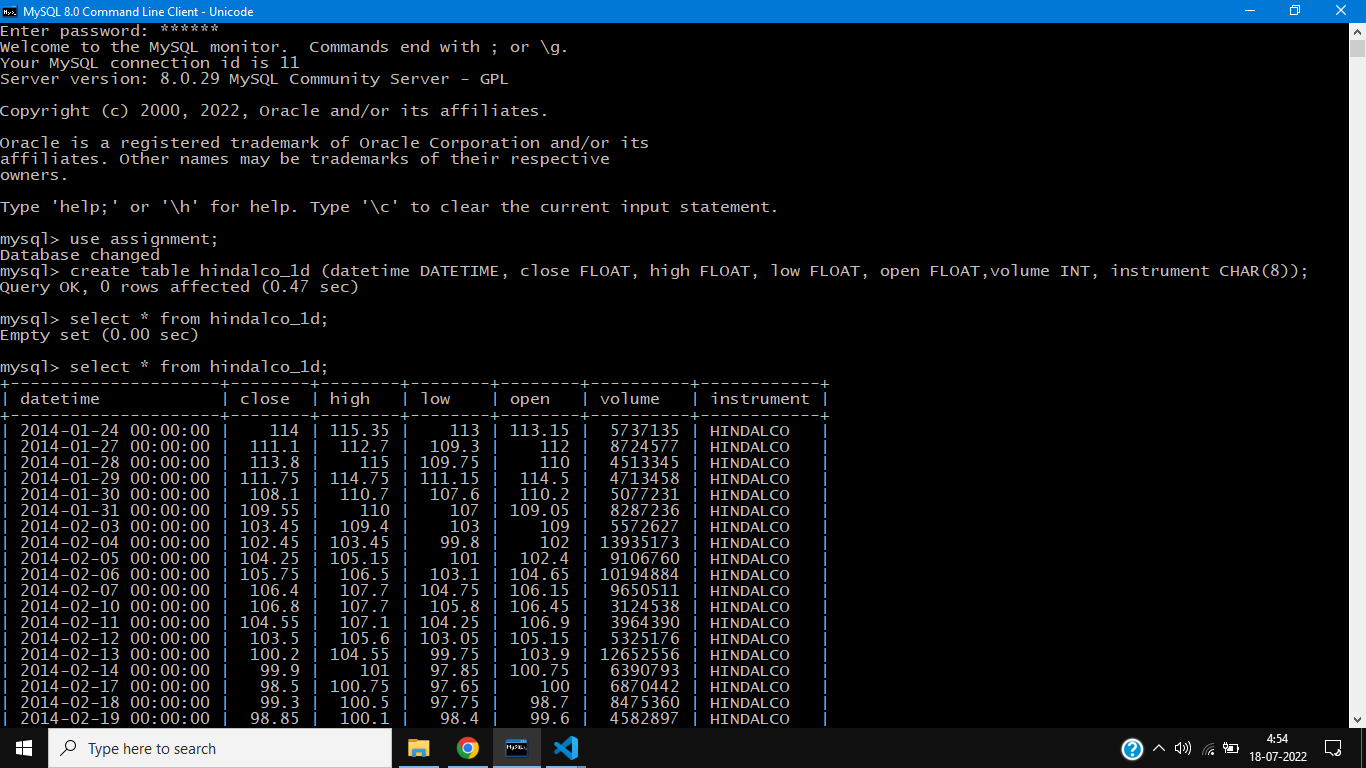 MySQL 8.0 Command Line Client - Unicode
Enter password: ******
Welcome to the MySQL monitor.  Commands end with ; or \g.
Your MySQL connection id is 11
Server version: 8.0.29 MySQL Community Server - GPL
Copyright (c) 2000, 2022, Oracle and/or its affiliates.
Oracle is a registered trademark of Oracle Corporation and/or its
affiliates. Other names may be trademarks of their respective
owners.
Type 'help;' or '\h' for help. Type '\c' to clear the current input statement.
mysql> use assignment;
Database changed
mysql> create table hindalco_1d (datetime DATETIME, close FLOAT, high FLOAT, low FLOAT, open FLOAT,volume INT, instrument CHAR(8));
Query OK, 0 rows affected (0.47 sec)
mysql> select * from hindalco_1d;
Empty set (0.00 sec)
mysql> select * from hindalco_1d;
+---------------------+--------+--------+--------+--------+----------+------------+
| datetime            | close  | high   | low    | open   | volume   | instrument |
+---------------------+--------+--------+--------+--------+----------+------------+
| 2014-01-24 00:00:00 |    114 | 115.35 |    113 | 113.15 |  5737135 | HINDALCO   |
| 2014-01-27 00:00:00 |  111.1 |  112.7 |  109.3 |    112 |  8724577 | HINDALCO   |
| 2014-01-28 00:00:00 |  113.8 |    115 | 109.75 |    110 |  4513345 | HINDALCO   |
| 2014-01-29 00:00:00 | 111.75 | 114.75 | 111.15 |  114.5 |  4713458 | HINDALCO   |
| 2014-01-30 00:00:00 |  108.1 |  110.7 |  107.6 |  110.2 |  5077231 | HINDALCO   |
| 2014-01-31 00:00:00 | 109.55 |    110 |    107 | 109.05 |  8287236 | HINDALCO   |
| 2014-02-03 00:00:00 | 103.45 |  109.4 |    103 |    109 |  5572627 | HINDALCO   |
| 2014-02-04 00:00:00 | 102.45 | 103.45 |   99.8 |    102 | 13935173 | HINDALCO   |
| 2014-02-05 00:00:00 | 104.25 | 105.15 |    101 |  102.4 |  9106760 | HINDALCO   |
| 2014-02-06 00:00:00 | 105.75 |  106.5 |  103.1 | 104.65 | 10194884 | HINDALCO   |
| 2014-02-07 00:00:00 |  106.4 |  107.7 | 104.75 | 106.15 |  9650511 | HINDALCO   |
| 2014-02-10 00:00:00 |  106.8 |  107.7 |  105.8 | 106.45 |  3124538 | HINDALCO   |
| 2014-02-11 00:00:00 | 104.55 |  107.1 | 104.25 |  106.9 |  3964390 | HINDALCO   |
| 2014-02-12 00:00:00 |  103.5 |  105.6 | 103.05 | 105.15 |  5325176 | HINDALCO   |
| 2014-02-13 00:00:00 |  100.2 | 104.55 |  99.75 |  103.9 | 12652556 | HINDALCO   |
| 2014-02-14 00:00:00 |   99.9 |    101 |  97.85 | 100.75 |  6390793 | HINDALCO   |
| 2014-02-17 00:00:00 |   98.5 | 100.75 |  97.65 |    100 |  6870442 | HINDALCO   |
| 2014-02-18 00:00:00 |   99.3 |  100.5 |  97.75 |   98.7 |  8475360 | HINDALCO   |
| 2014-02-19 00:00:00 |  98.85 |  100.1 |   98.4 |   99.6 |  4582897 | HINDALCO   |
Type here to search
4:54
18-07-2022